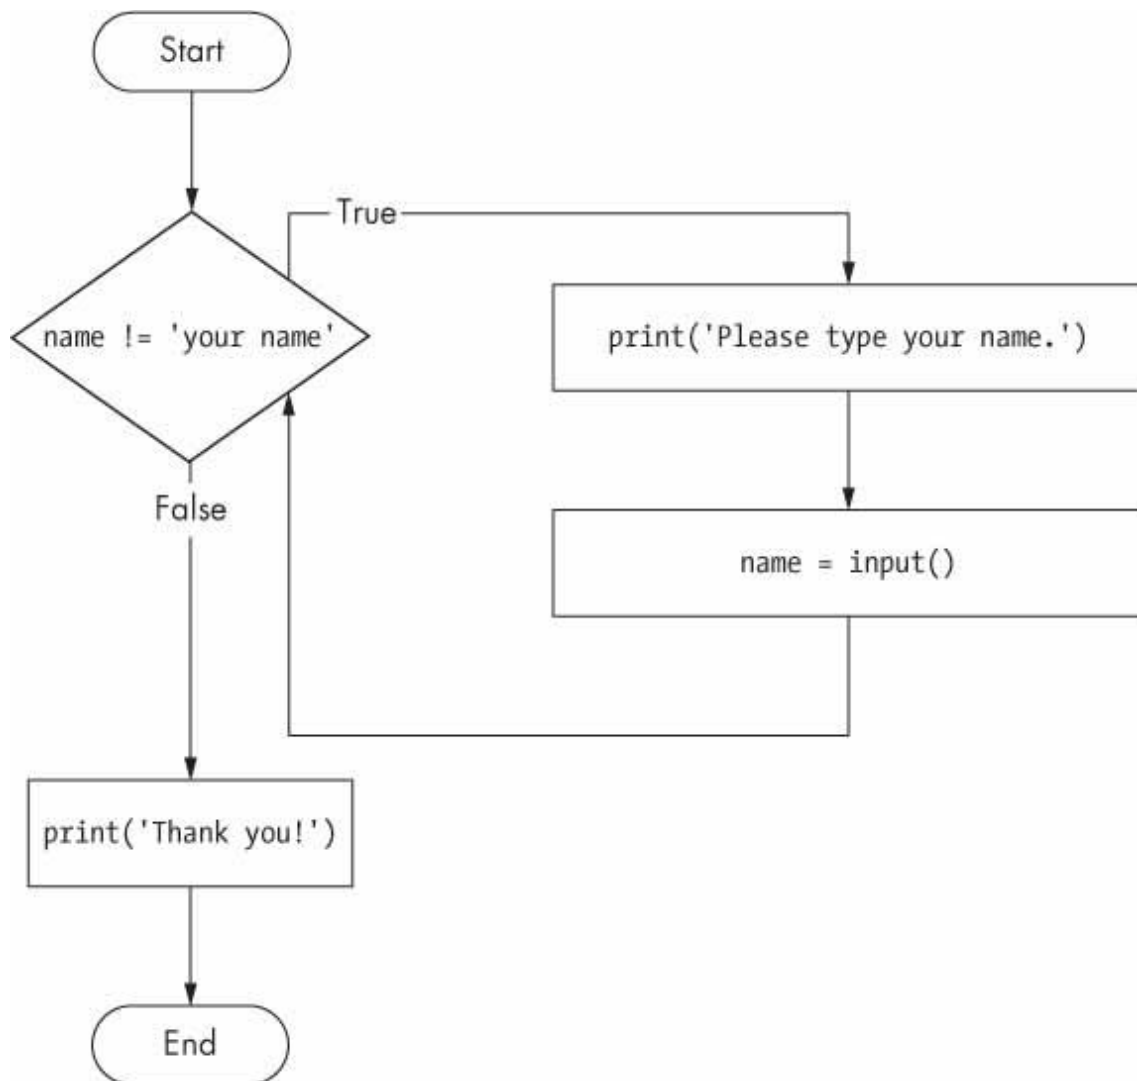 Start
True
name != 'your name'
print('Please type your name.')
False
name = input()
print('Thank you!')
End